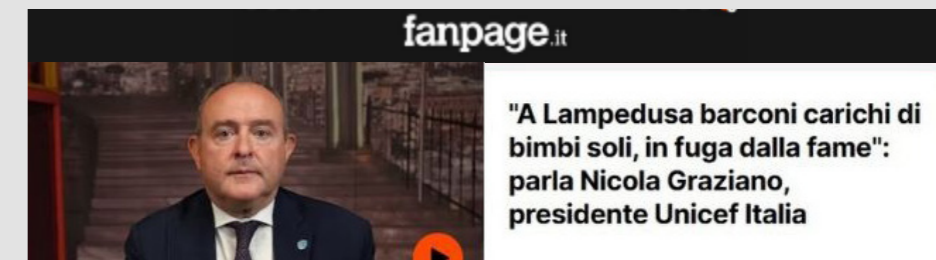 fanpage.it
"A Lampedusa barconi carichi di
bimbi soli, in fuga dalla fame":
parla Nicola Graziano,
presidente Unicef Italia